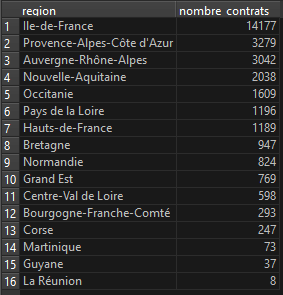 region nombre_contrats
1 Ile-de-France 14177
2 Provence-Alpes-Côte d'Azur 3279
3 Auvergne-Rhône-Alpes 3042
4 Nouvelle-Aquitaine 2038
5 Occitanie 1609
6 Pays de la Loire 1196
7 Hauts-de-France 1189
8 Bretagne 947
9 Normandie 824
10 Grand Est 769
11 Centre-Val de Loire 598
12 Bourgogne-Franche-Comté 293
13 Corse 247
14 Martinique 73
15 Guyane 37
16 La Réunion 8